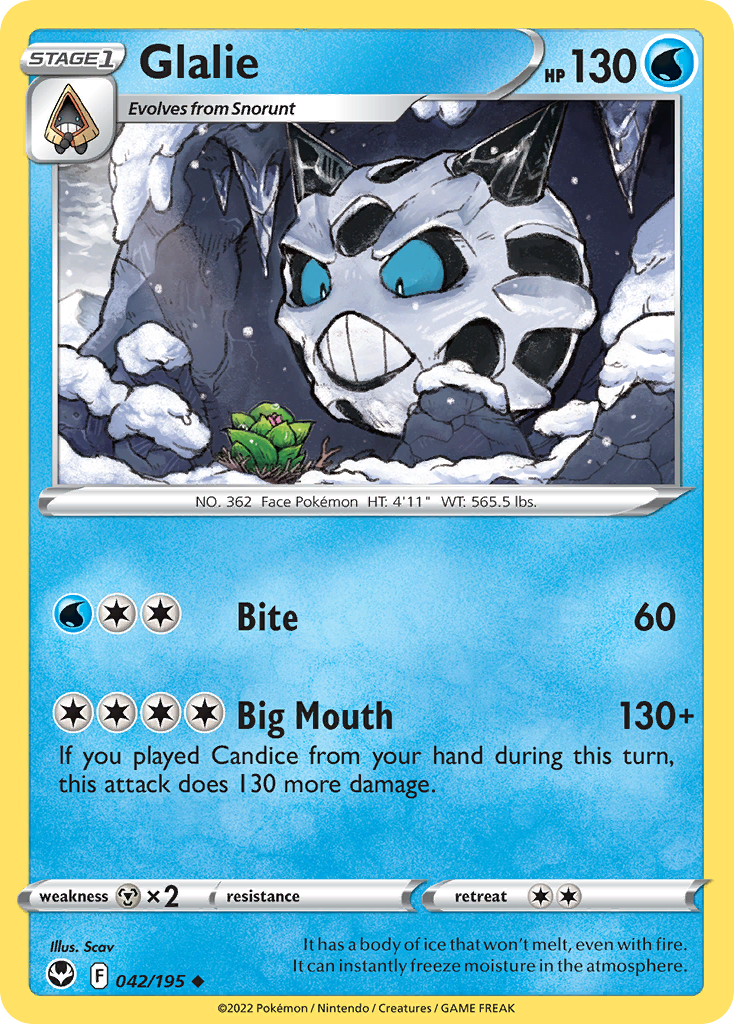 STAGE1
Glalie
HP 130
Evolves from Snorunt
NO. 362 Face Pokémon HT: 4'11" WT: 565.5 lbs.
Bite 60
Big Mouth 130+
If you played Candice from your hand during this turn,
this attack does 130 more damage.
weakness ×2 resistance retreat
Illus. Scav
It has a body of ice that won't melt, even with fire.
It can instantly freeze moisture in the atmosphere.
F 042/195
©2022 Pokémon / Nintendo / Creatures / GAME FREAK